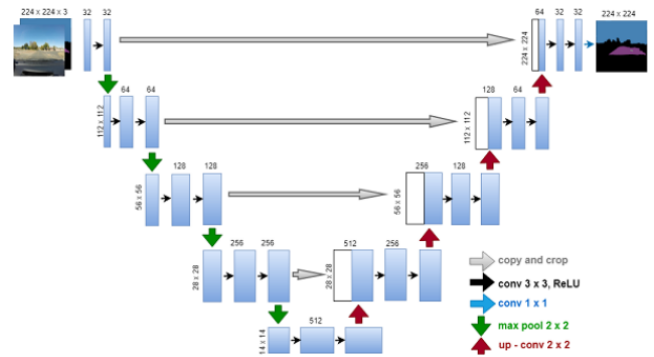 224 x 224 x 3
32
32
64
32
32
224 x 224
224 x 224
64
64
128
64
112 x 112
112 x 112
128
128
256
128
56 x 56
56 x 56
256
256
512
256
28 x 28
28 x 28
512
14 x 14
copy and crop
conv 3 x 3, ReLU
conv 1 x 1
max pool 2 x 2
up - conv 2 x 2